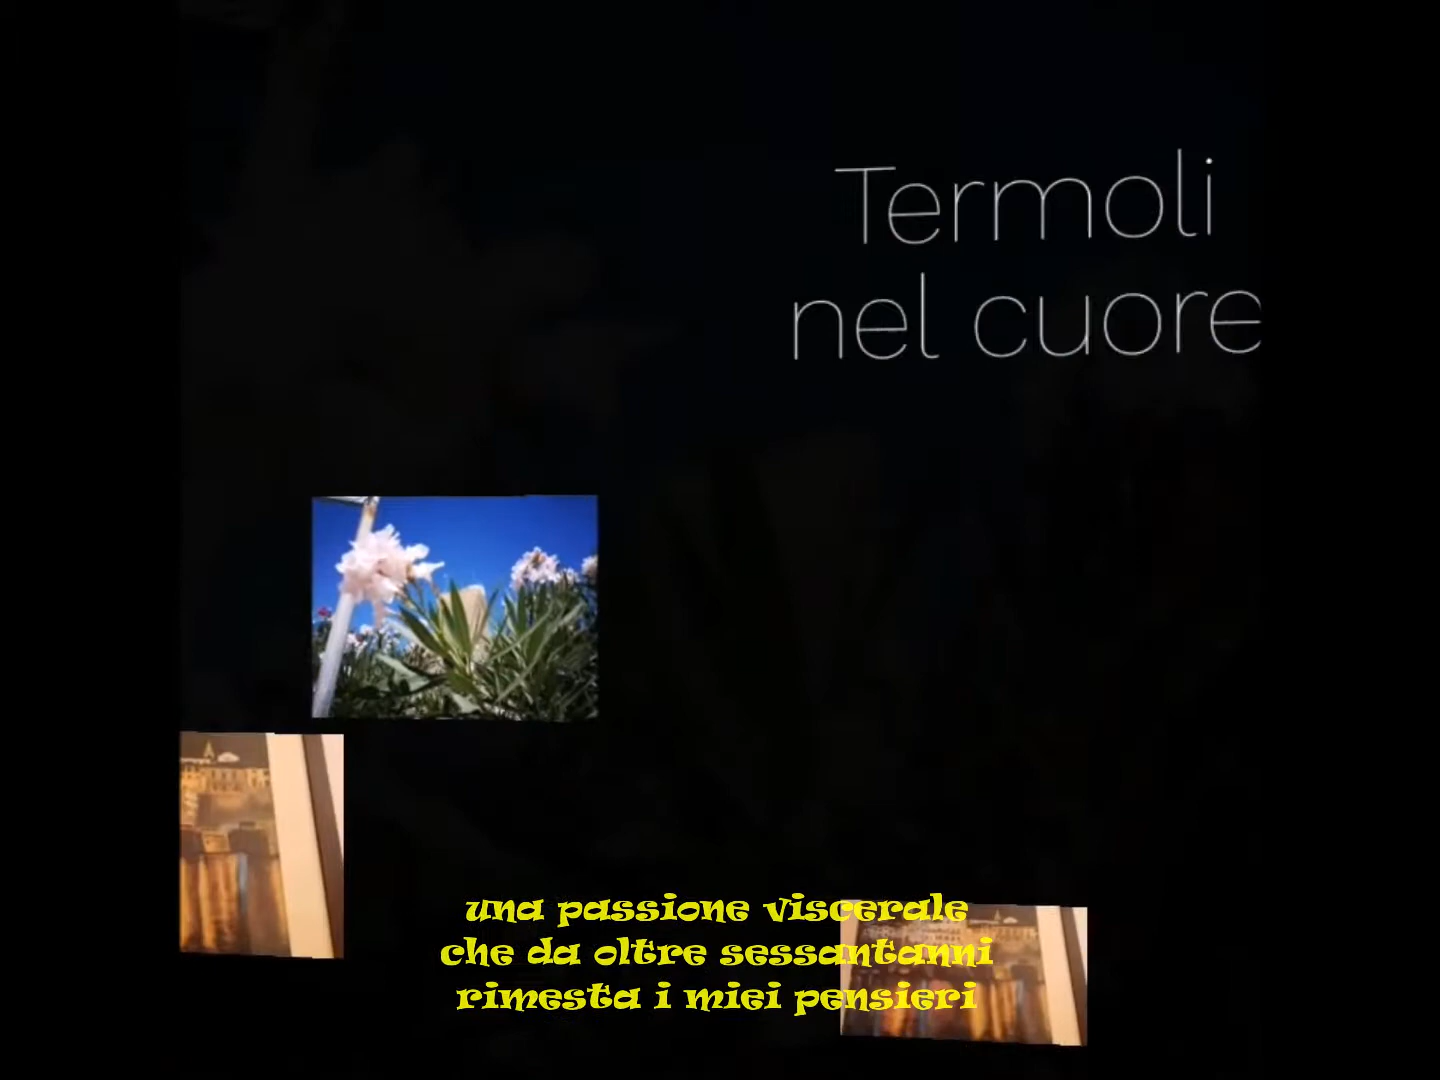 Termoli
nel cuore
una passione viscerale
che da oltre sessantanni
rimesta i miei pensieri